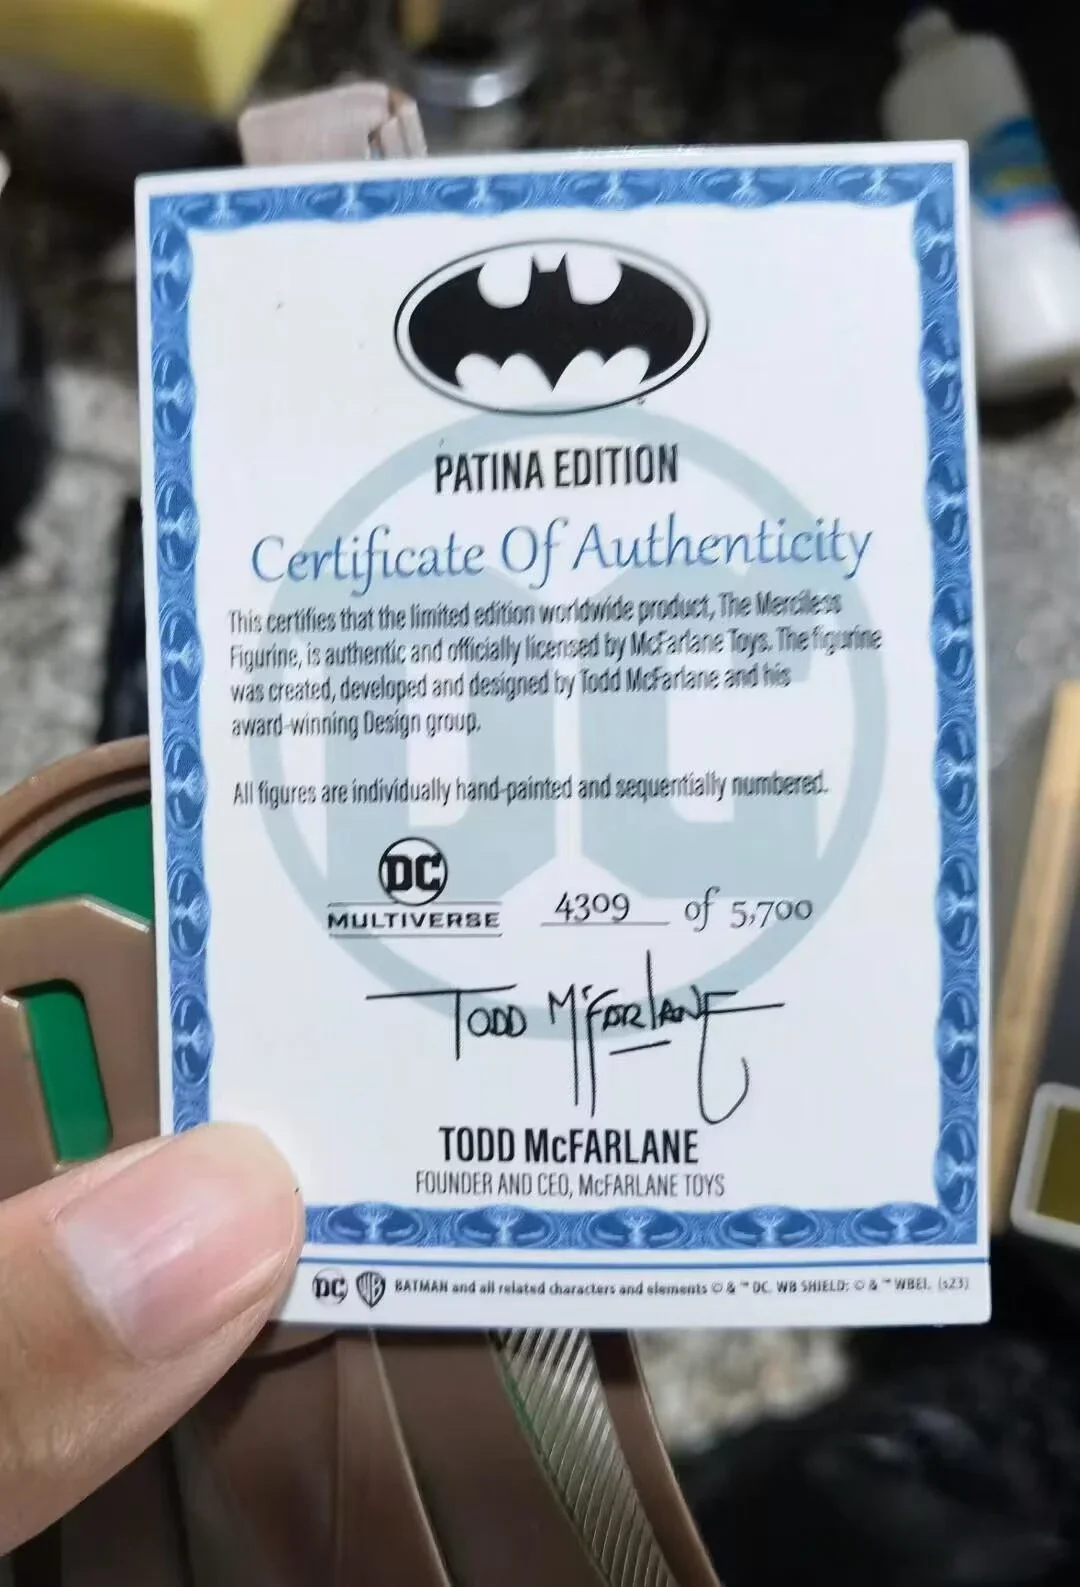 PATINA EDITION
Certificate Of Authenticity
This certifies that the limited edition worldwide product, The Merciless
Figurine, is authentic and officially licensed by McFarlane Toys. The figurine
was created, developed and designed by Todd McFarlane and his
award-winning Design group.
All figures are individually hand-painted and sequentially numbered.
DC
MULTIVERSE
4309 of 5,700
TODD McFARLANE
TODD McFARLANE
FOUNDER AND CEO, McFARLANE TOYS
DC WB BATMAN and all related characters and elements © & ™ DC. WB SHIELD: © & ™ WBEI. (s23)